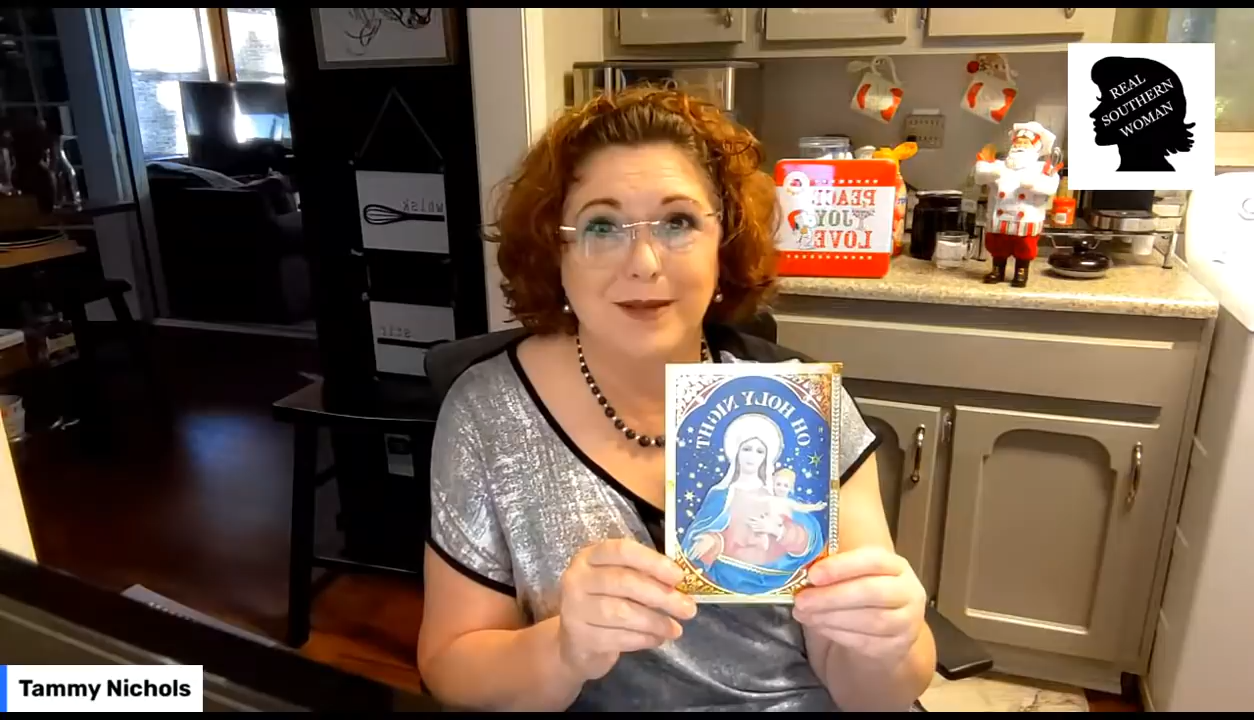 REAL
SOUTHERN
WOMAN
whisk
PEACE
JOY
LOVE
stir
OH HOLY NIGHT
Tammy Nichols